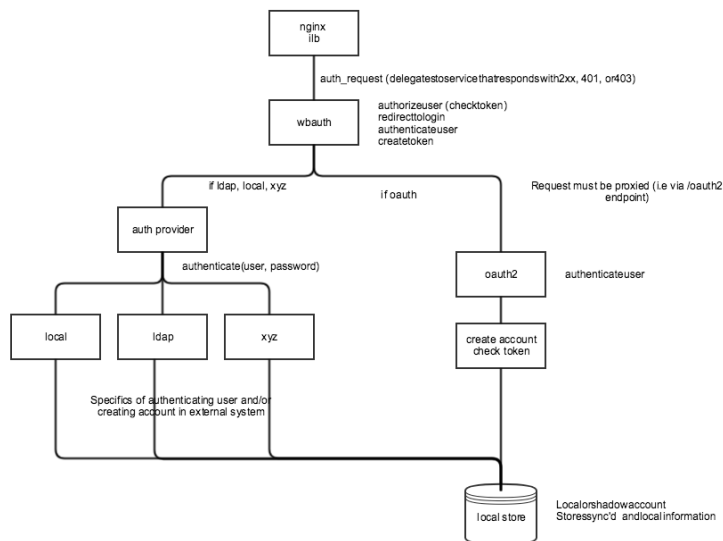 nginx
ilb
auth_request (delegatestoservicethatrespondswith2xx, 401, or403)
wbauth
authorizeuser (checktoken)
redirecttologin
authenticateuser
createtoken
if ldap, local, xyz
if oauth
Request must be proxied (i.e via /oauth2
endpoint)
auth provider
authenticate(user, password)
oauth2
authenticateuser
local
ldap
xyz
create account
check token
Specifics of authenticating user and/or
creating account in external system
local store
Localorshadowaccount
Storessync'd andlocalinformation